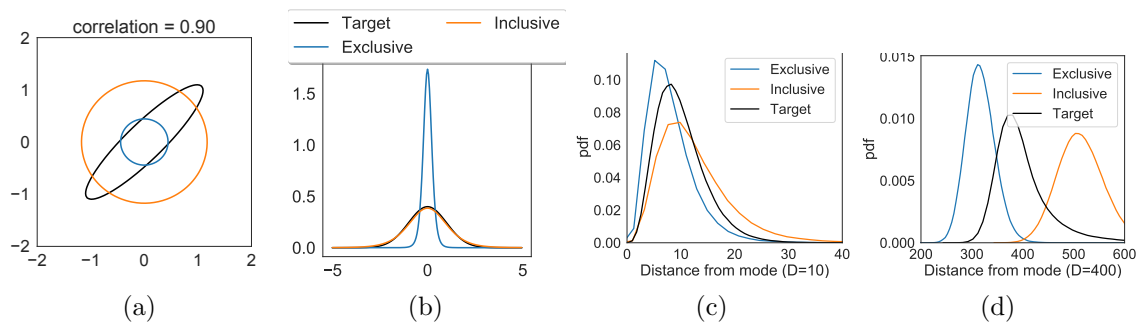 correlation = 0.90
2
1
0
−1
−2
−2 −1 0 1 2
(a)
Target Inclusive
Exclusive
1.5
1.0
0.5
0.0
−5 0 5
(b)
Exclusive
Inclusive
Target
pdf
0.10
0.08
0.06
0.04
0.02
0.00
0 10 20 30 40
Distance from mode (D=10)
(c)
Exclusive
Inclusive
Target
pdf
0.015
0.010
0.005
0.000
200 300 400 500 600
Distance from mode (D=400)
(d)